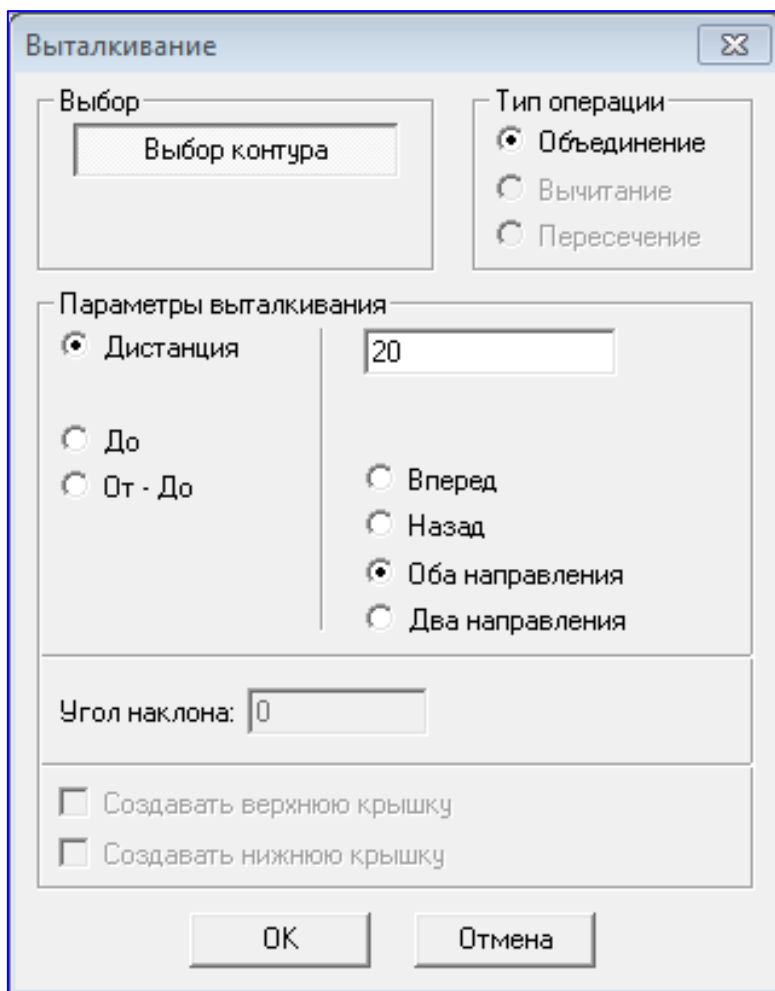 Выталкивание
Выбор
Выбор контура
Тип операции
Объединение
Вычитание
Пересечение
Параметры выталкивания
Дистанция
20
До
От - До
Вперед
Назад
Оба направления
Два направления
Угол наклона: 0
Создавать верхнюю крышку
Создавать нижнюю крышку
OK
Отмена